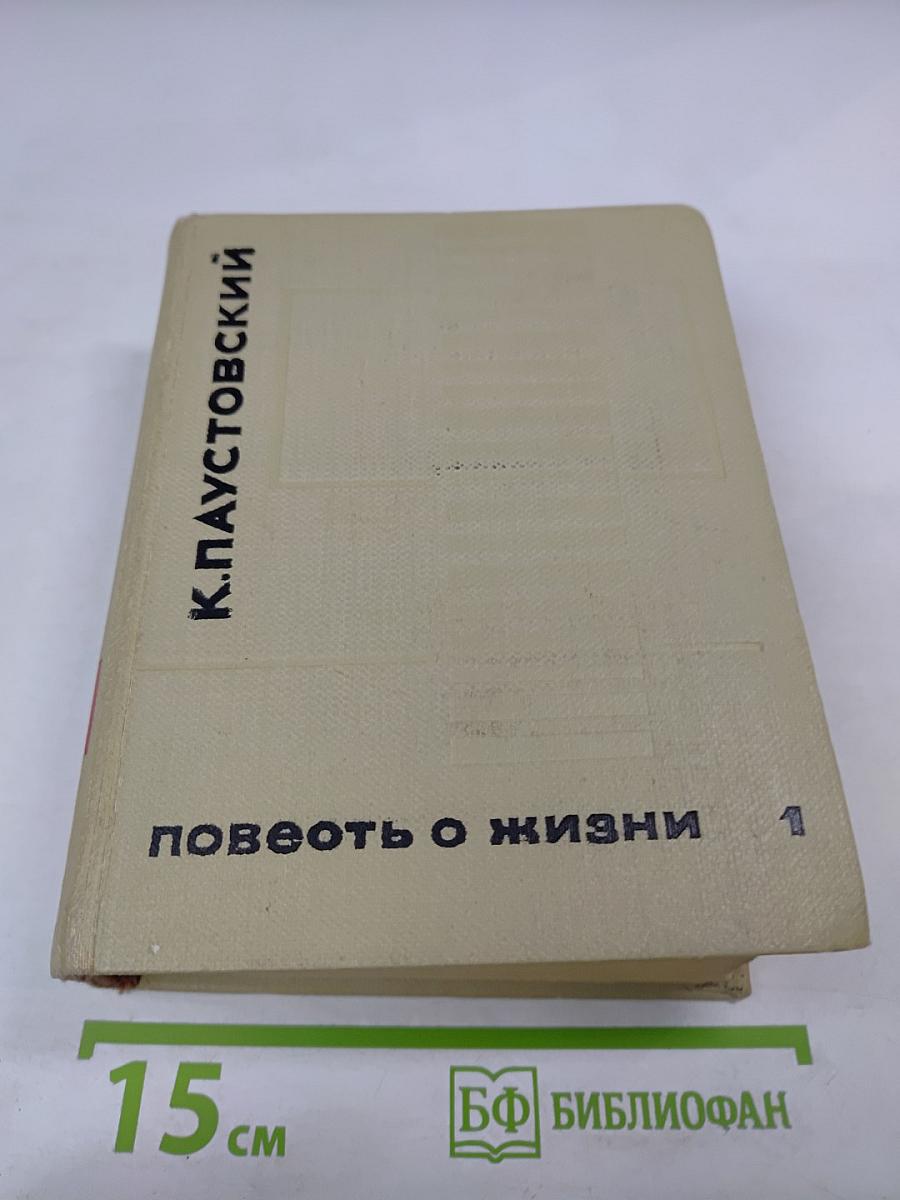 К. ПАУСТОВСКИЙ
повесть о жизни 1
15 см
БФ БИБЛИОФАН